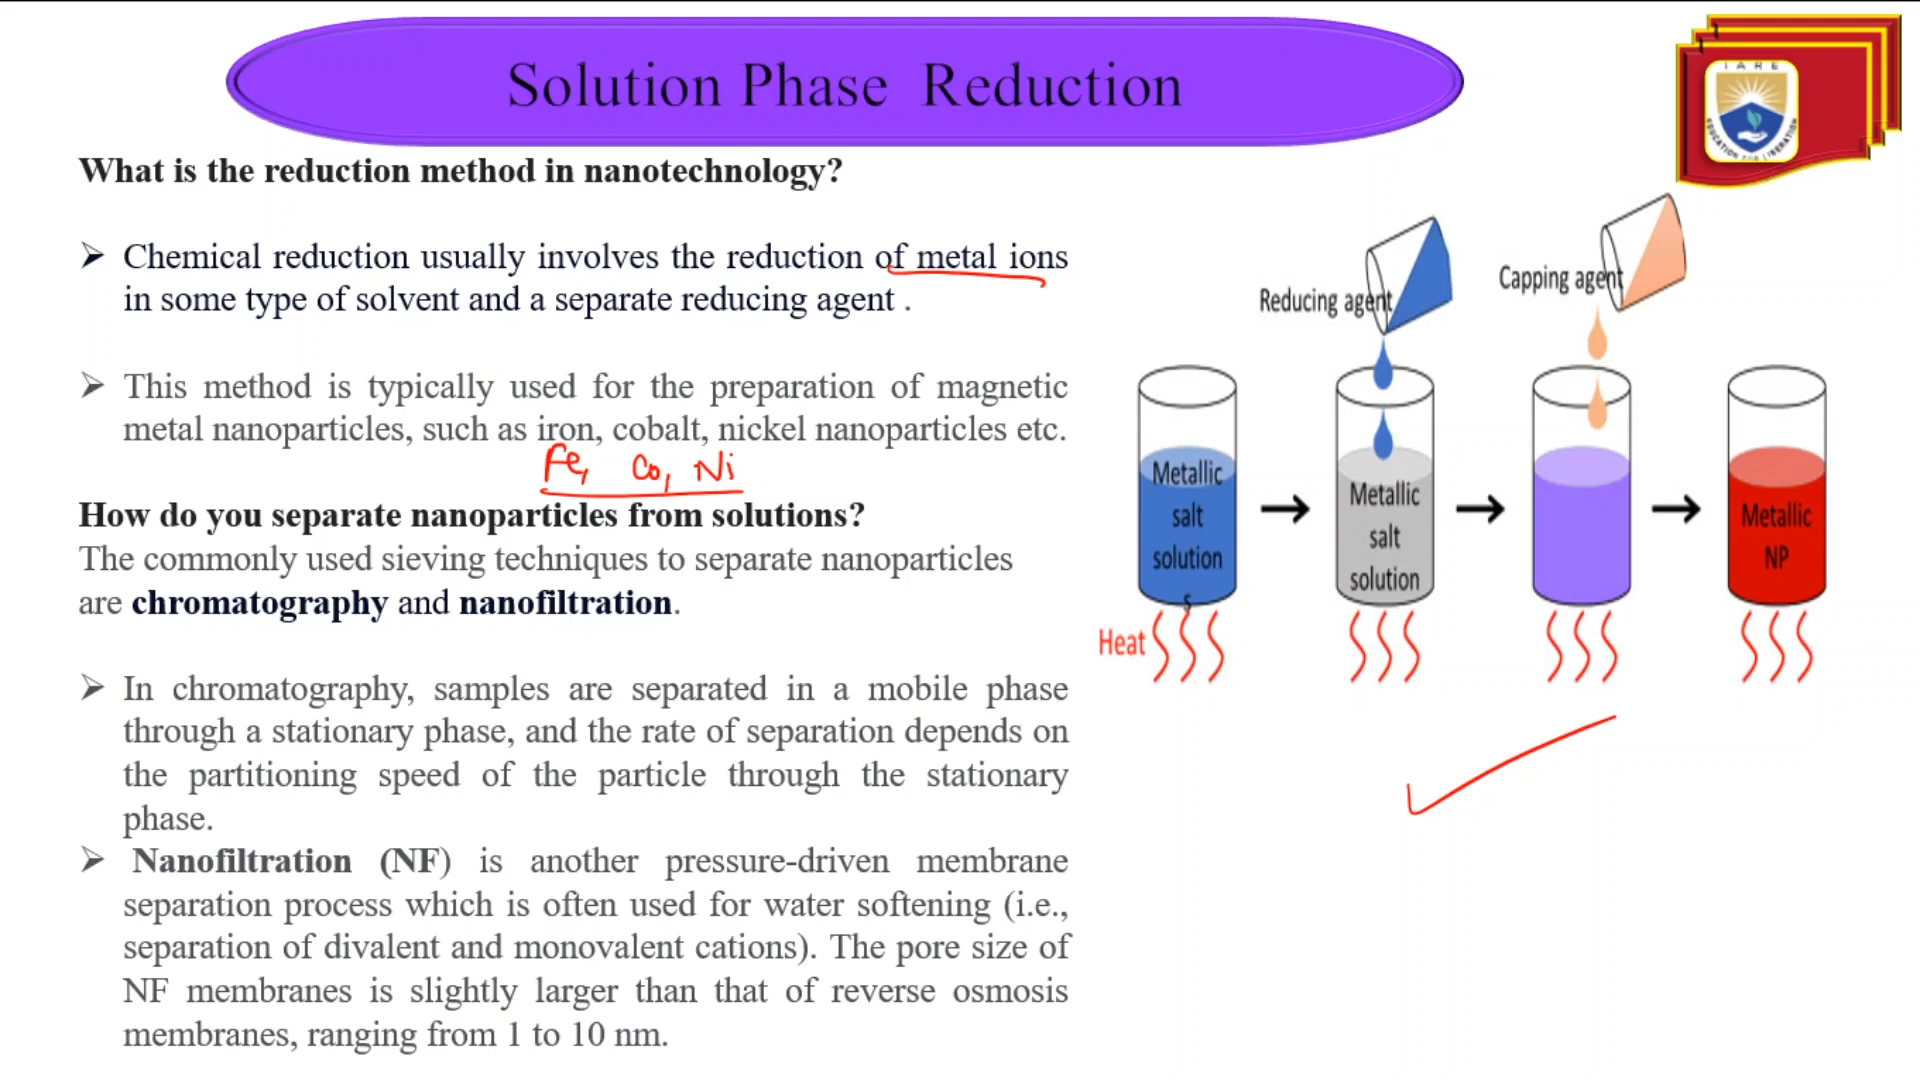 Solution Phase Reduction
IARE
EDUCATION FOR LIBERATION
What is the reduction method in nanotechnology?
➢ Chemical reduction usually involves the reduction of metal ions
in some type of solvent and a separate reducing agent .
➢ This method is typically used for the preparation of magnetic
metal nanoparticles, such as iron, cobalt, nickel nanoparticles etc.
Fe, Co, Ni
How do you separate nanoparticles from solutions?
The commonly used sieving techniques to separate nanoparticles
are chromatography and nanofiltration.
➢ In chromatography, samples are separated in a mobile phase
through a stationary phase, and the rate of separation depends on
the partitioning speed of the particle through the stationary
phase.
➢ Nanofiltration (NF) is another pressure-driven membrane
separation process which is often used for water softening (i.e.,
separation of divalent and monovalent cations). The pore size of
NF membranes is slightly larger than that of reverse osmosis
membranes, ranging from 1 to 10 nm.
Reducing agent
Capping agent
Metallic
salt
solution
s
Metallic
salt
solution
Metallic
NP
Heat